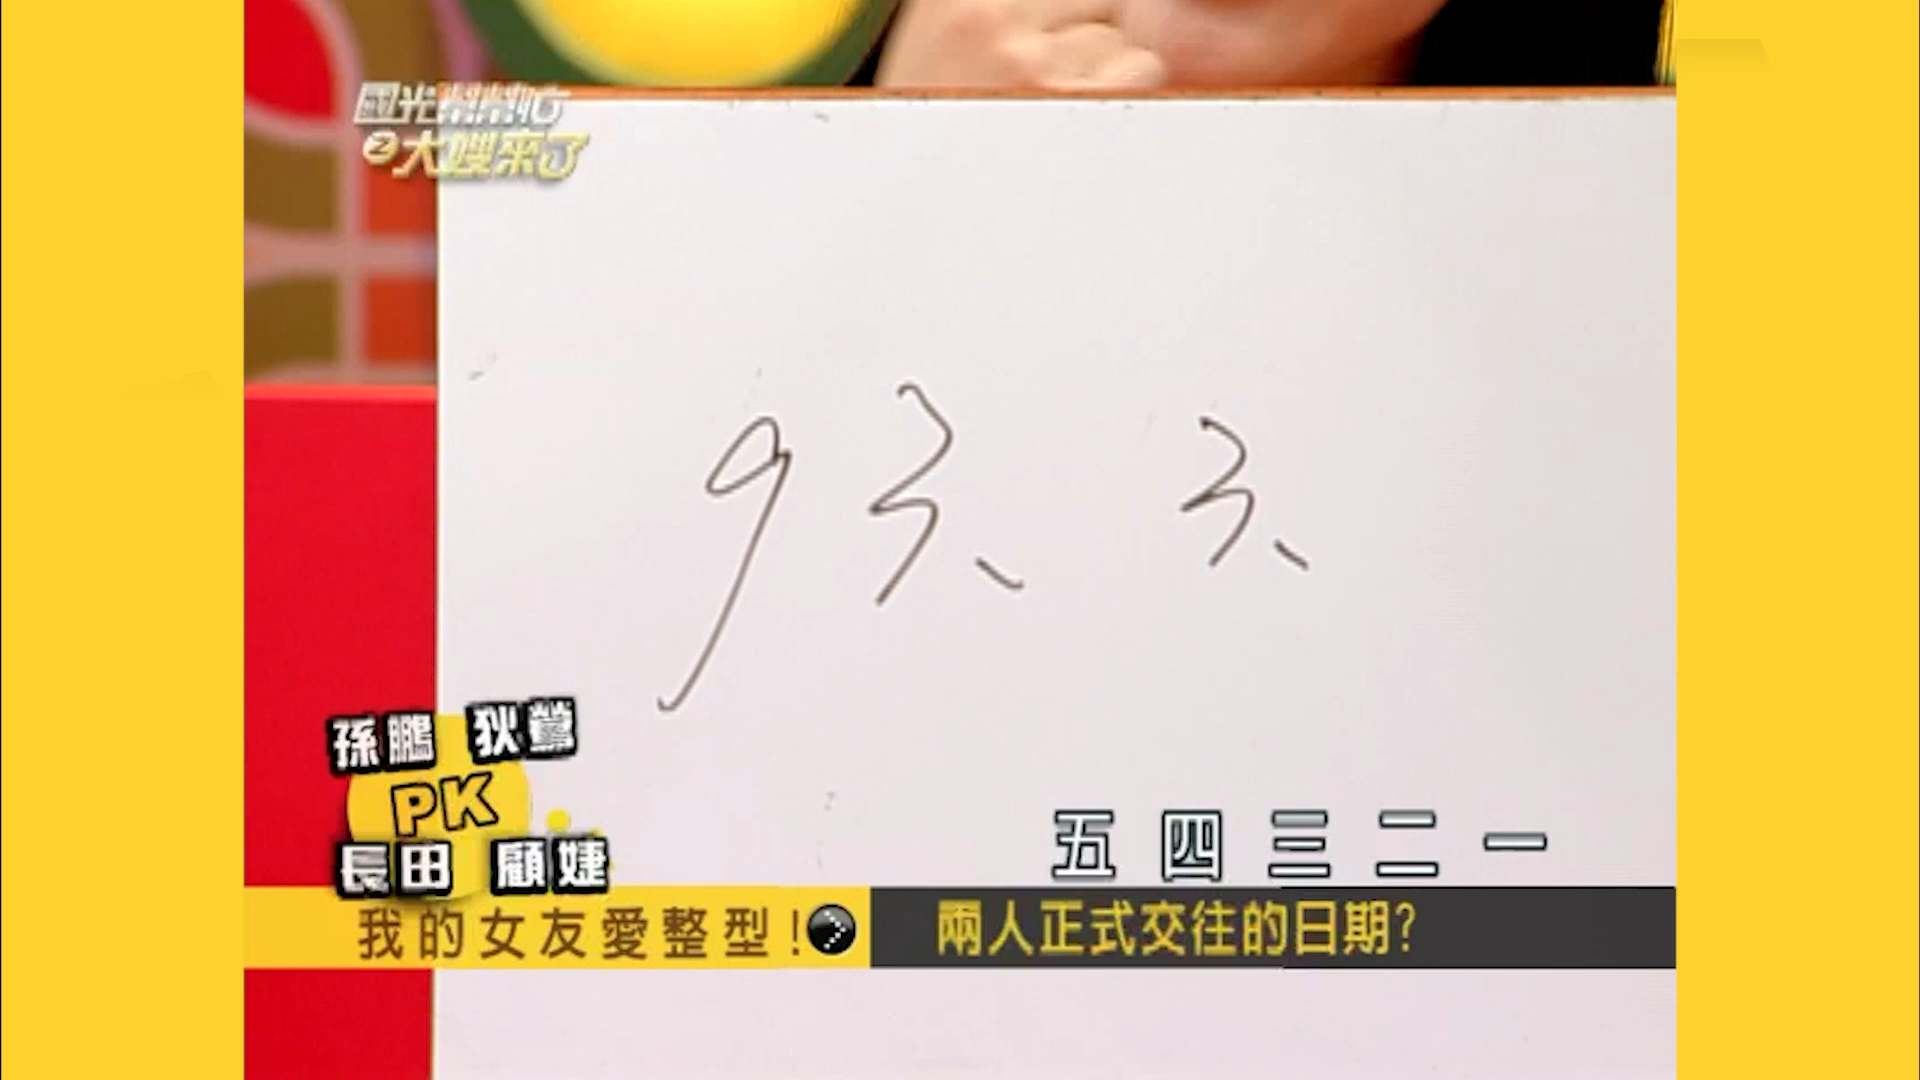 國光幫幫忙
之大嫂來了
93、3、
孫鵬 狄鶯
PK
長田 顧婕
五 四 三 二 一
我的女友愛整型!
兩人正式交往的日期?